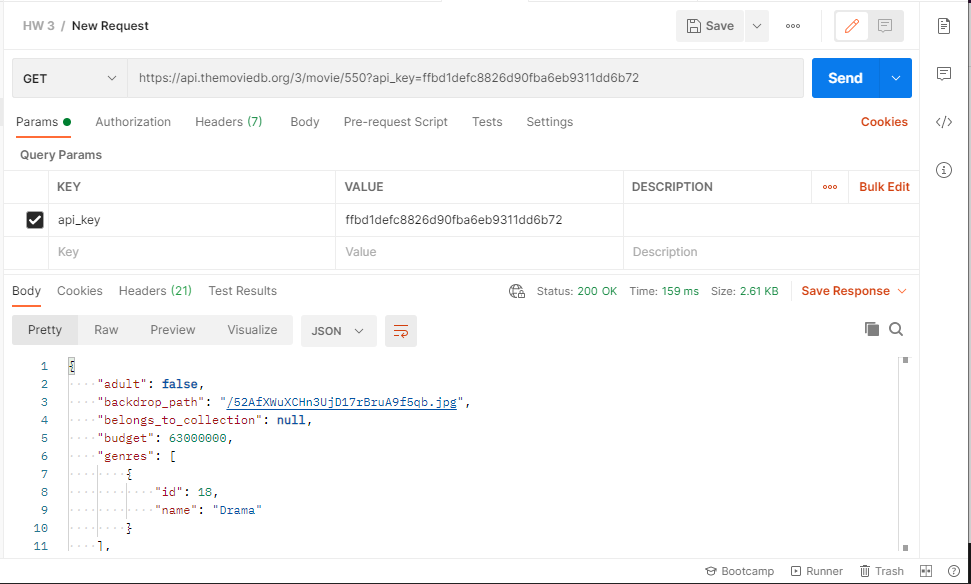 HW 3 / New Request
Save
GET
https://api.themoviedb.org/3/movie/550?api_key=ffbd1defc8826d90fba6eb9311dd6b72
Send
Params Authorization Headers (7) Body Pre-request Script Tests Settings Cookies
Query Params
KEY VALUE DESCRIPTION Bulk Edit
api_key ffbd1defc8826d90fba6eb9311dd6b72
Key Value Description
Body Cookies Headers (21) Test Results Status: 200 OK Time: 159 ms Size: 2.61 KB Save Response
Pretty Raw Preview Visualize JSON
1 {
2 "adult": false,
3 "backdrop_path": "/52AfXWuXCHn3UjD17rBruA9f5qb.jpg",
4 "belongs_to_collection": null,
5 "budget": 63000000,
6 "genres": [
7 {
8 "id": 18,
9 "name": "Drama"
10 }
11 ],
Bootcamp Runner Trash